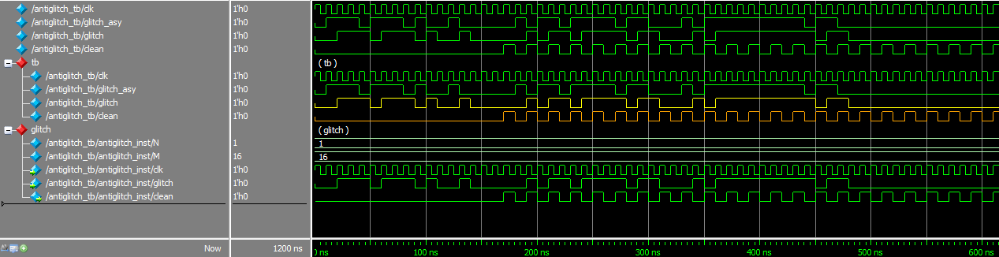 /antiglitch_tb/clk 1'h0
/antiglitch_tb/glitch_asy 1'h0
/antiglitch_tb/glitch 1'h0
/antiglitch_tb/clean 1'h0
tb ( tb )
/antiglitch_tb/clk 1'h0
/antiglitch_tb/glitch_asy 1'h0
/antiglitch_tb/glitch 1'h0
/antiglitch_tb/clean 1'h0
glitch ( glitch )
/antiglitch_tb/antiglitch_inst/N 1 1
/antiglitch_tb/antiglitch_inst/M 16 16
/antiglitch_tb/antiglitch_inst/clk 1'h0
/antiglitch_tb/antiglitch_inst/glitch 1'h0
/antiglitch_tb/antiglitch_inst/clean 1'h0
Now 1200 ns ns 100 ns 200 ns 300 ns 400 ns 500 ns 600 ns